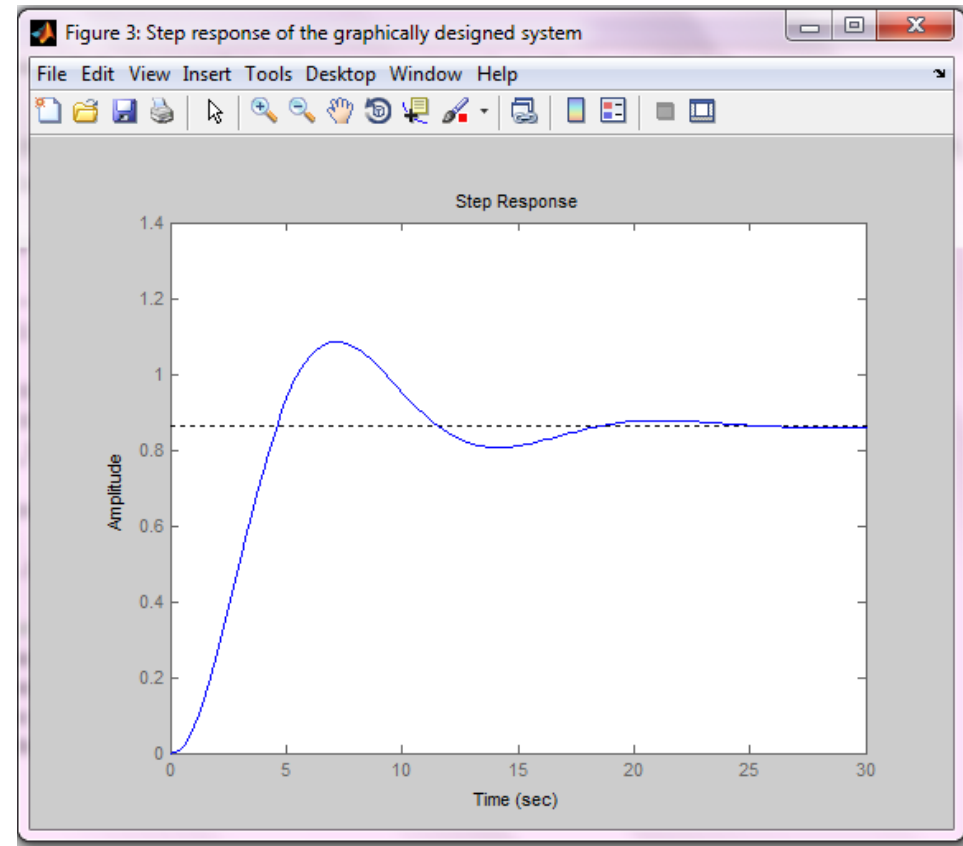 Figure 3: Step response of the graphically designed system
File Edit View Insert Tools Desktop Window Help
Step Response
1.4
1.2
1
0.8
0.6
0.4
0.2
0
Amplitude
0 5 10 15 20 25 30
Time (sec)